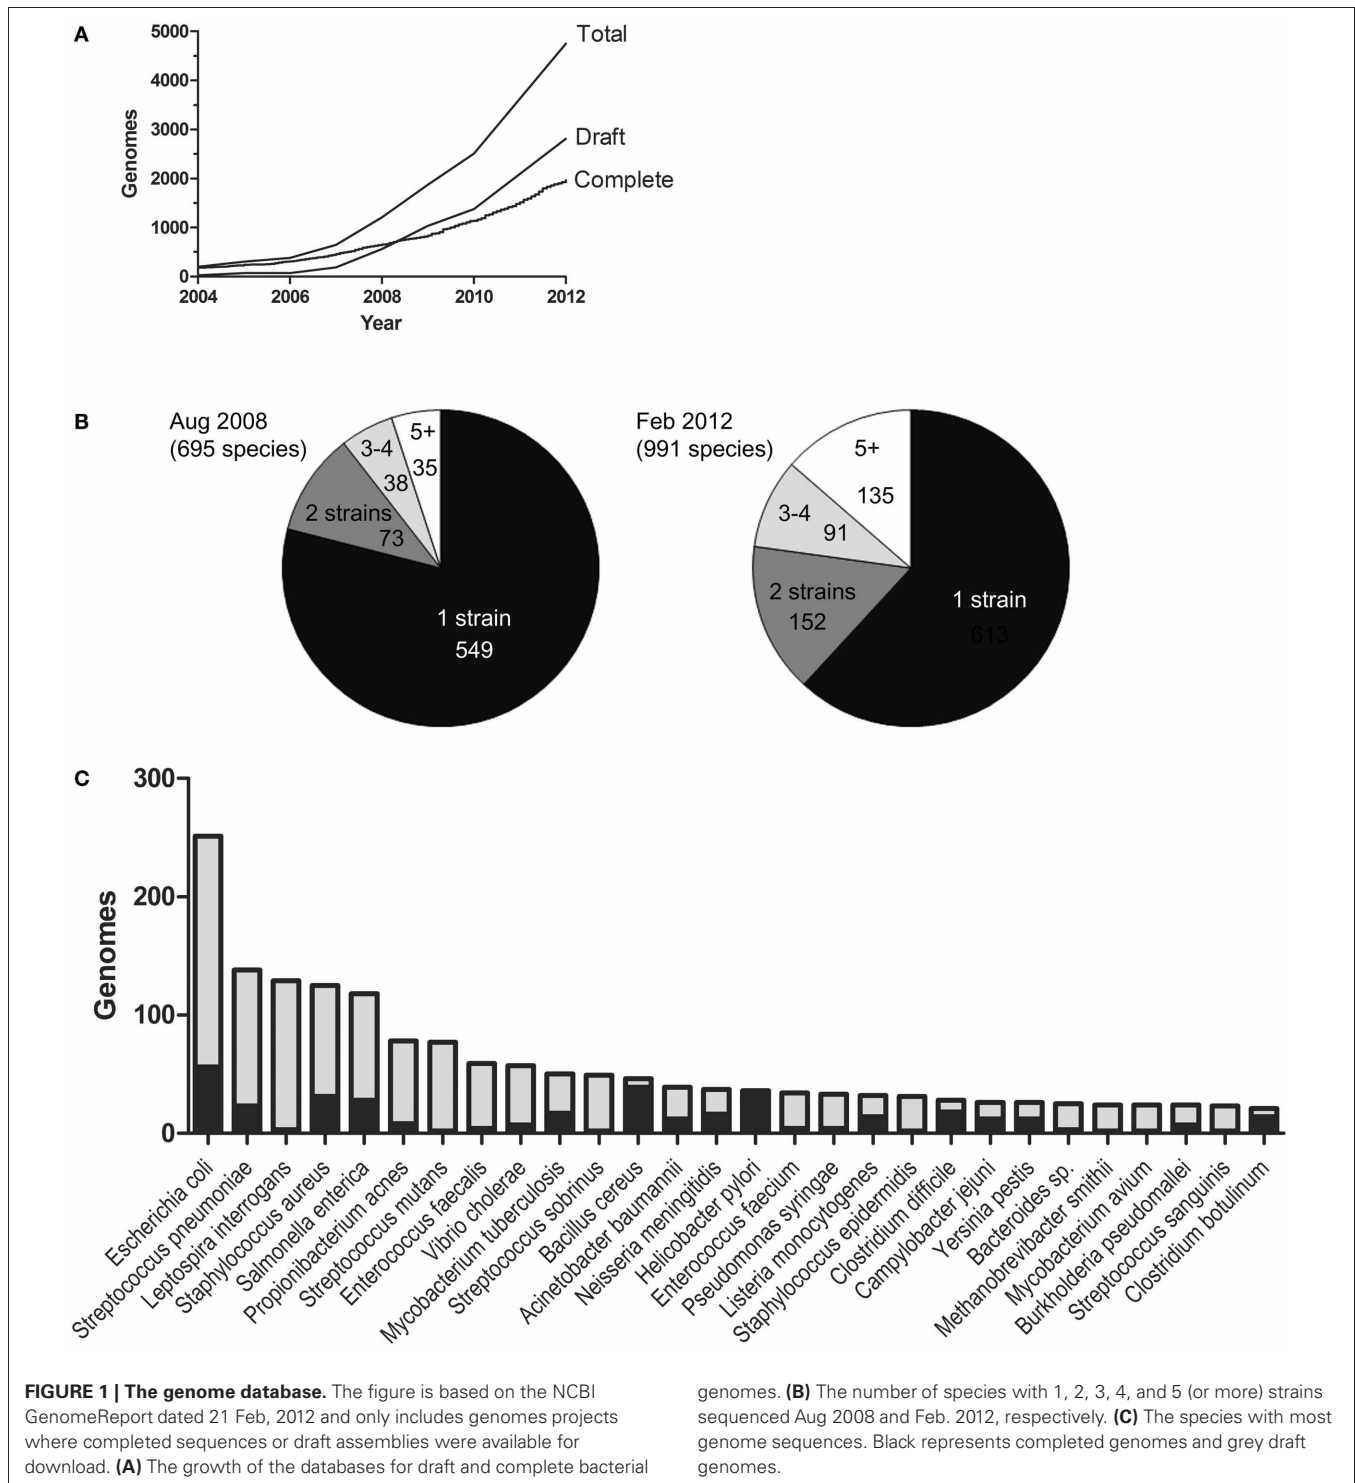 A
5000
4000
3000
2000
1000
0
Genomes
2004 2006 2008 2010 2012
Year
Total
Draft
Complete
B
Aug 2008
(695 species)
5+
35
3-4
38
2 strains
73
1 strain
549
Feb 2012
(991 species)
5+
135
3-4
91
2 strains
152
1 strain
613
C
300
200
100
0
Genomes
Escherichia coli
Streptococcus pneumoniae
Leptospira interrogans
Staphylococcus aureus
Salmonella enterica
Propionibacterium acnes
Streptococcus mutans
Enterococcus faecalis
Vibrio cholerae
Mycobacterium tuberculosis
Streptococcus sobrinus
Bacillus cereus
Acinetobacter baumannii
Neisseria meningitidis
Helicobacter pylori
Enterococcus faecium
Pseudomonas syringae
Listeria monocytogenes
Staphylococcus epidermidis
Clostridium difficile
Campylobacter jejuni
Yersinia pestis
Bacteroides sp.
Methanobrevibacter smithii
Mycobacterium avium
Burkholderia pseudomallei
Streptococcus sanguinis
Clostridium botulinum
FIGURE 1 | The genome database. The figure is based on the NCBI
GenomeReport dated 21 Feb, 2012 and only includes genomes projects
where completed sequences or draft assemblies were available for
download. (A) The growth of the databases for draft and complete bacterial
genomes. (B) The number of species with 1, 2, 3, 4, and 5 (or more) strains
sequenced Aug 2008 and Feb. 2012, respectively. (C) The species with most
genome sequences. Black represents completed genomes and grey draft
genomes.